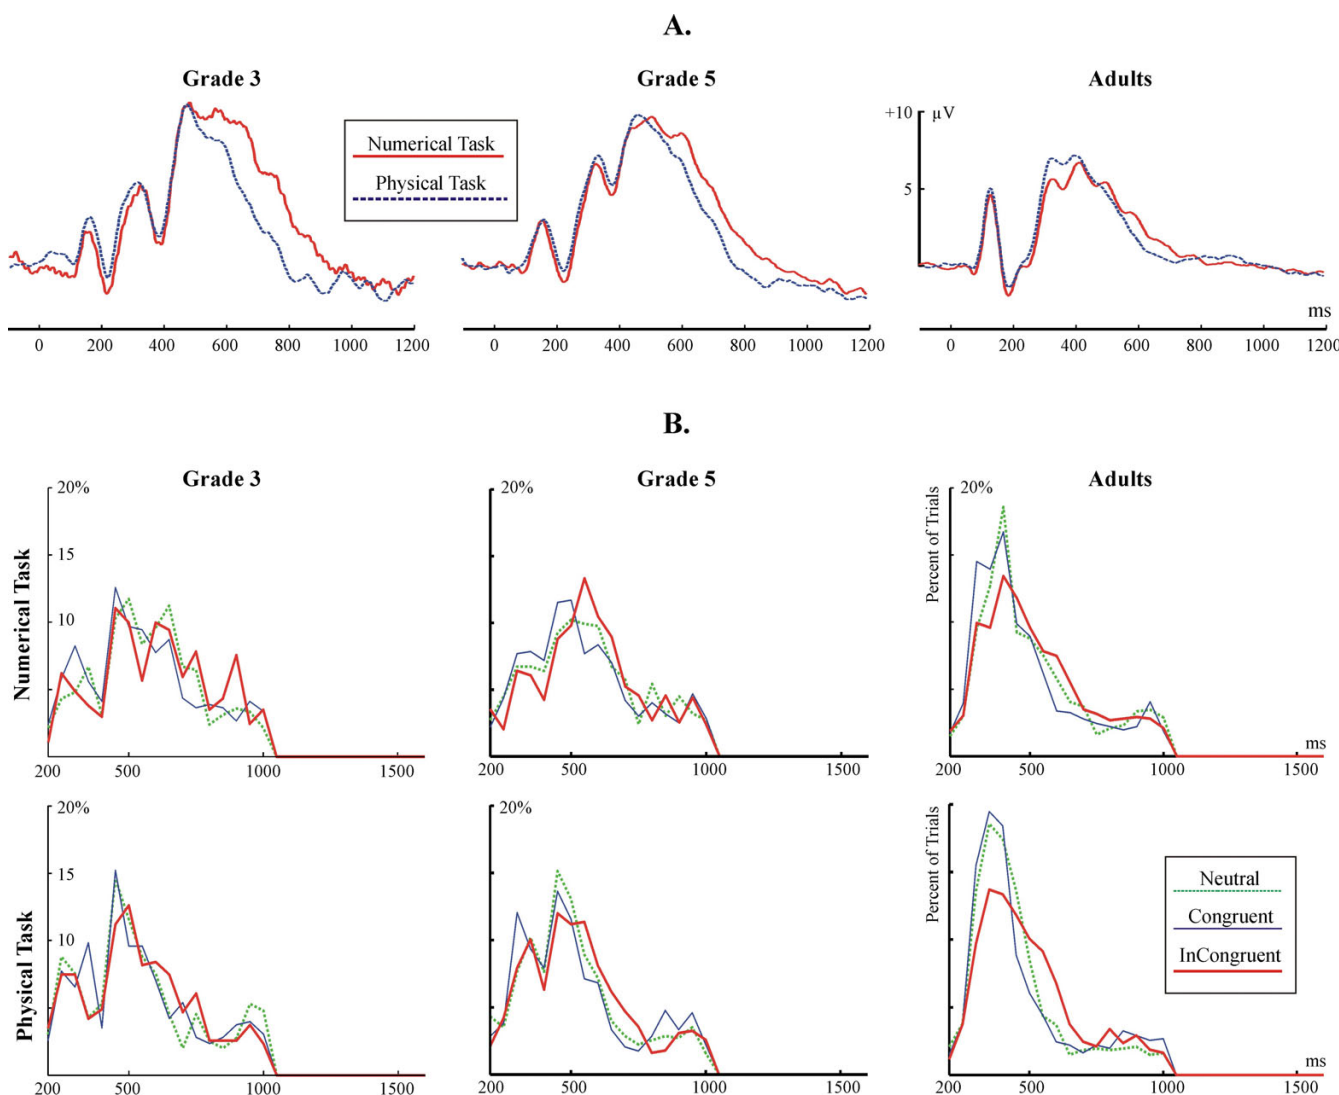 A.
Grade 3
Grade 5
Adults
Numerical Task
Physical Task
+10
µV
5
ms
0 200 400 600 800 1000 1200
0 200 400 600 800 1000 1200
0 200 400 600 800 1000 1200
B.
Grade 3
Grade 5
Adults
Numerical Task
20%
15
10
20%
Percent of Trials
20%
ms
200 500 1000 1500
200 500 1000 1500
200 500 1000 1500
Physical Task
20%
15
10
20%
Percent of Trials
Neutral
Congruent
InCongruent
ms
200 500 1000 1500
200 500 1000 1500
200 500 1000 1500